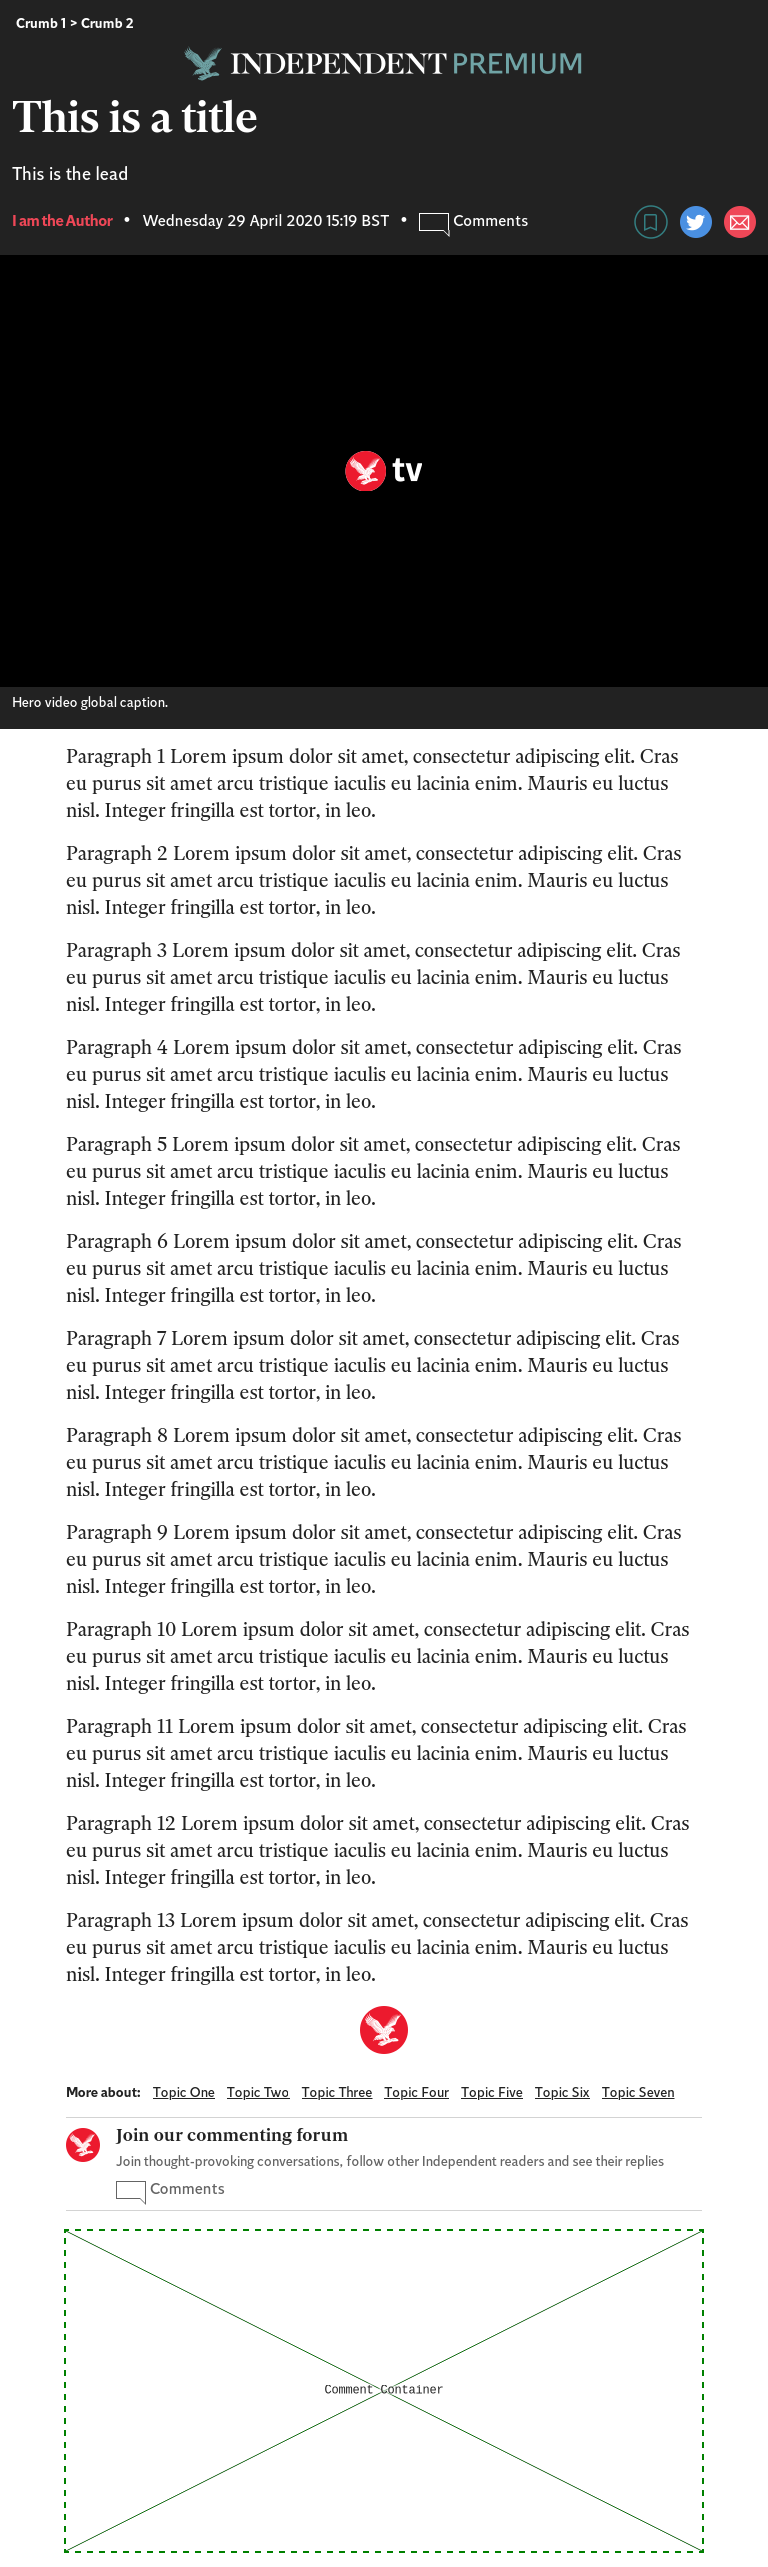 Crumb 1 > Crumb 2
INDEPENDENT PREMIUM
This is a title
This is the lead
I am the Author • Wednesday 29 April 2020 15:19 BST • Comments
tv
Hero video global caption.
Paragraph 1 Lorem ipsum dolor sit amet, consectetur adipiscing elit. Cras
eu purus sit amet arcu tristique iaculis eu lacinia enim. Mauris eu luctus
nisl. Integer fringilla est tortor, in leo.
Paragraph 2 Lorem ipsum dolor sit amet, consectetur adipiscing elit. Cras
eu purus sit amet arcu tristique iaculis eu lacinia enim. Mauris eu luctus
nisl. Integer fringilla est tortor, in leo.
Paragraph 3 Lorem ipsum dolor sit amet, consectetur adipiscing elit. Cras
eu purus sit amet arcu tristique iaculis eu lacinia enim. Mauris eu luctus
nisl. Integer fringilla est tortor, in leo.
Paragraph 4 Lorem ipsum dolor sit amet, consectetur adipiscing elit. Cras
eu purus sit amet arcu tristique iaculis eu lacinia enim. Mauris eu luctus
nisl. Integer fringilla est tortor, in leo.
Paragraph 5 Lorem ipsum dolor sit amet, consectetur adipiscing elit. Cras
eu purus sit amet arcu tristique iaculis eu lacinia enim. Mauris eu luctus
nisl. Integer fringilla est tortor, in leo.
Paragraph 6 Lorem ipsum dolor sit amet, consectetur adipiscing elit. Cras
eu purus sit amet arcu tristique iaculis eu lacinia enim. Mauris eu luctus
nisl. Integer fringilla est tortor, in leo.
Paragraph 7 Lorem ipsum dolor sit amet, consectetur adipiscing elit. Cras
eu purus sit amet arcu tristique iaculis eu lacinia enim. Mauris eu luctus
nisl. Integer fringilla est tortor, in leo.
Paragraph 8 Lorem ipsum dolor sit amet, consectetur adipiscing elit. Cras
eu purus sit amet arcu tristique iaculis eu lacinia enim. Mauris eu luctus
nisl. Integer fringilla est tortor, in leo.
Paragraph 9 Lorem ipsum dolor sit amet, consectetur adipiscing elit. Cras
eu purus sit amet arcu tristique iaculis eu lacinia enim. Mauris eu luctus
nisl. Integer fringilla est tortor, in leo.
Paragraph 10 Lorem ipsum dolor sit amet, consectetur adipiscing elit. Cras
eu purus sit amet arcu tristique iaculis eu lacinia enim. Mauris eu luctus
nisl. Integer fringilla est tortor, in leo.
Paragraph 11 Lorem ipsum dolor sit amet, consectetur adipiscing elit. Cras
eu purus sit amet arcu tristique iaculis eu lacinia enim. Mauris eu luctus
nisl. Integer fringilla est tortor, in leo.
Paragraph 12 Lorem ipsum dolor sit amet, consectetur adipiscing elit. Cras
eu purus sit amet arcu tristique iaculis eu lacinia enim. Mauris eu luctus
nisl. Integer fringilla est tortor, in leo.
Paragraph 13 Lorem ipsum dolor sit amet, consectetur adipiscing elit. Cras
eu purus sit amet arcu tristique iaculis eu lacinia enim. Mauris eu luctus
nisl. Integer fringilla est tortor, in leo.
More about: Topic One Topic Two Topic Three Topic Four Topic Five Topic Six Topic Seven
Join our commenting forum
Join thought-provoking conversations, follow other Independent readers and see their replies
Comments
Comment Container